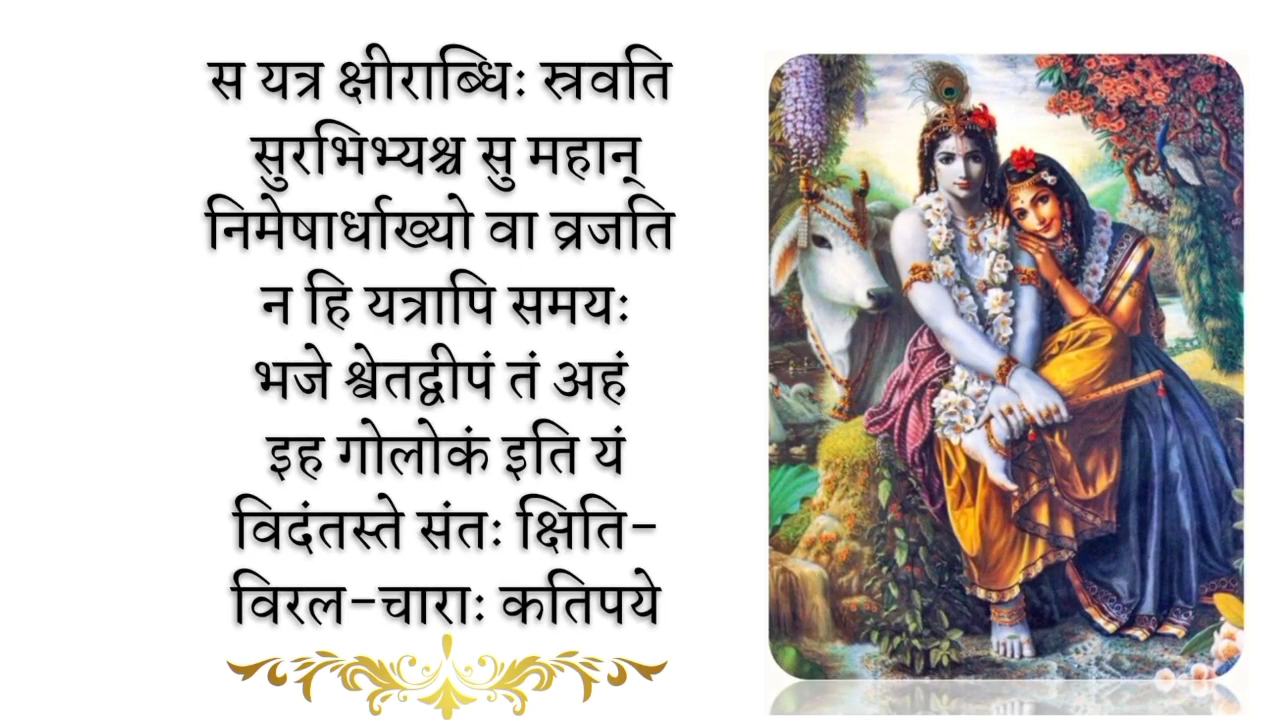 स यत्र क्षीराब्धिः स्रवति
सुरभिभ्यश्च सु महान्
निमेषार्धाख्यो वा व्रजति
न हि यत्रापि समयः
भजे श्वेतद्वीपं तं अहं
इह गोलोकं इति यं
विदंतस्ते संतः क्षिति-
विरल-चाराः कतिपये